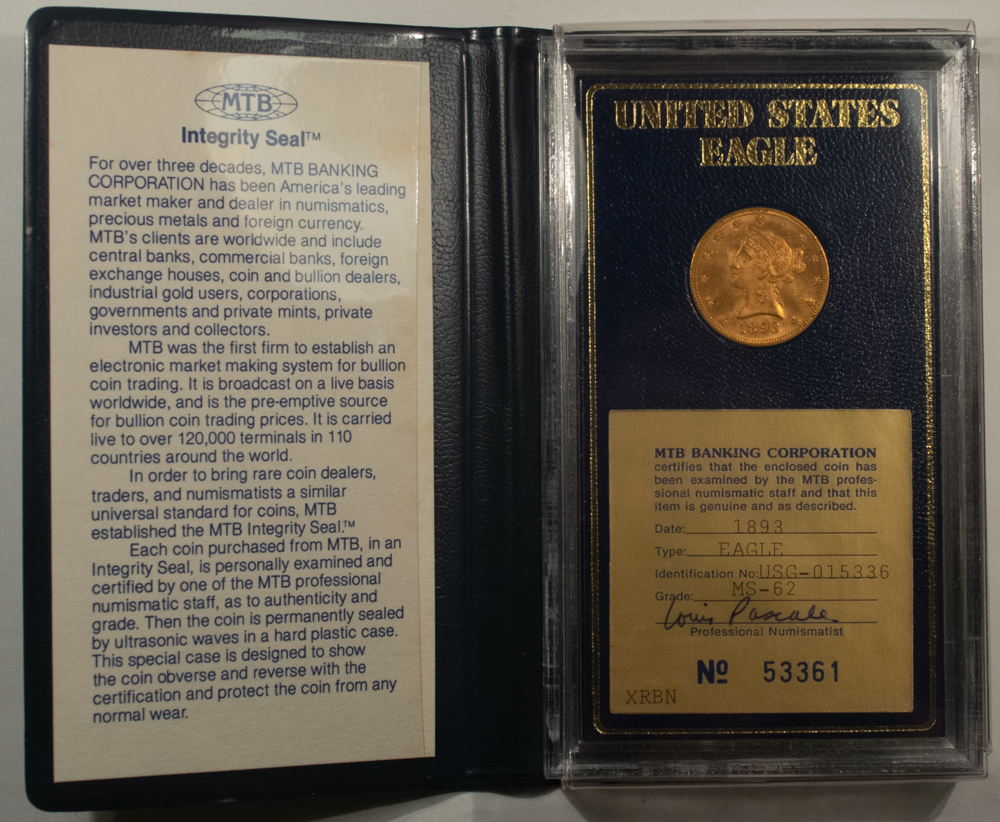 MTB
Integrity Seal™
For over three decades, MTB BANKING
CORPORATION has been America's leading
market maker and dealer in numismatics,
precious metals and foreign currency.
MTB's clients are worldwide and include
central banks, commercial banks, foreign
exchange houses, coin and bullion dealers,
industrial gold users, corporations,
governments and private mints, private
investors and collectors.
MTB was the first firm to establish an
electronic market making system for bullion
coin trading. It is broadcast on a live basis
worldwide, and is the pre-emptive source
for bullion coin trading prices. It is carried
live to over 120,000 terminals in 110
countries around the world.
In order to bring rare coin dealers,
traders, and numismatists a similar
universal standard for coins, MTB
established the MTB Integrity Seal.™
Each coin purchased from MTB, in an
Integrity Seal, is personally examined and
certified by one of the MTB professional
numismatic staff, as to authenticity and
grade. Then the coin is permanently sealed
by ultrasonic waves in a hard plastic case.
This special case is designed to show
the coin obverse and reverse with the
certification and protect the coin from any
normal wear.
UNITED STATES
EAGLE
1893
MTB BANKING CORPORATION
certifies that the enclosed coin has
been examined by the MTB profes-
sional numismatic staff and that this
item is genuine and as described.
Date: 1893
Type: EAGLE
Identification No: USG-015336
Grade: MS-62
Louis Pascale
Professional Numismatist
Nº 53361
XRBN